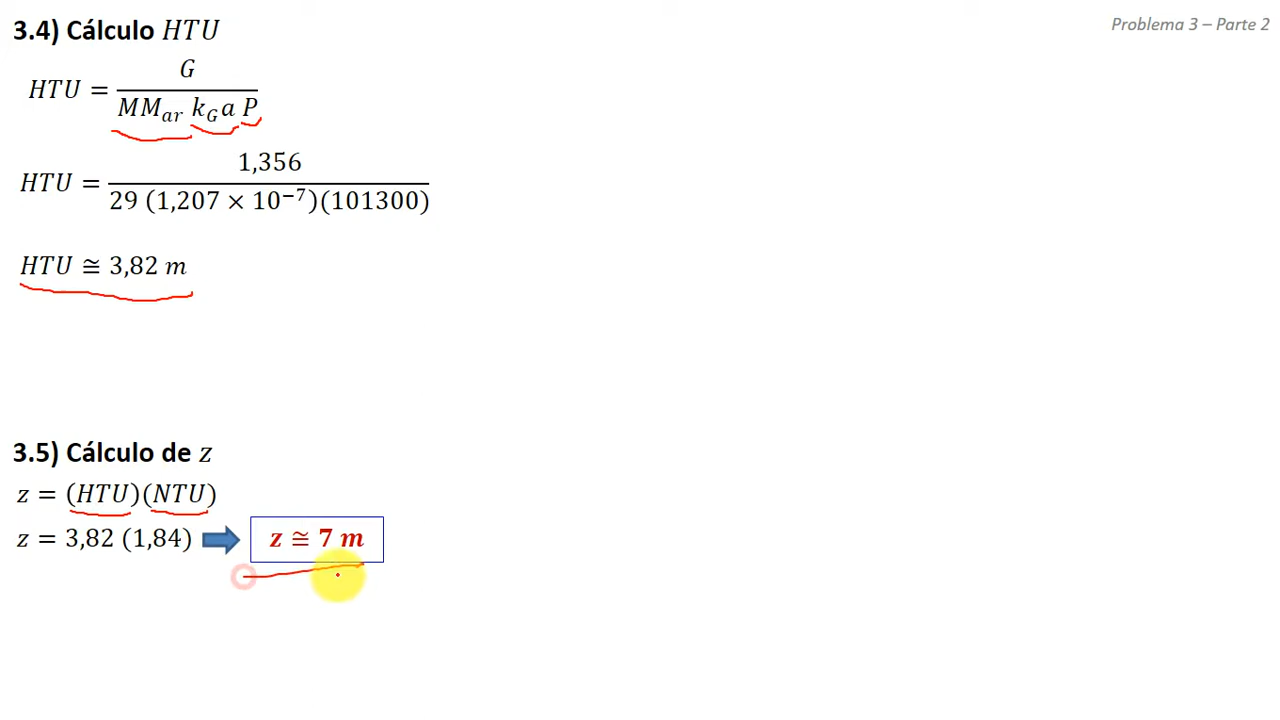 Problema 3 – Parte 2
3.4) Cálculo HTU
HTU = G / (MM_ar k_G a P)
HTU = 1,356 / (29 (1,207 × 10⁻⁷)(101300))
HTU ≅ 3,82 m
3.5) Cálculo de z
z = (HTU)(NTU)
z = 3,82 (1,84) z ≅ 7 m